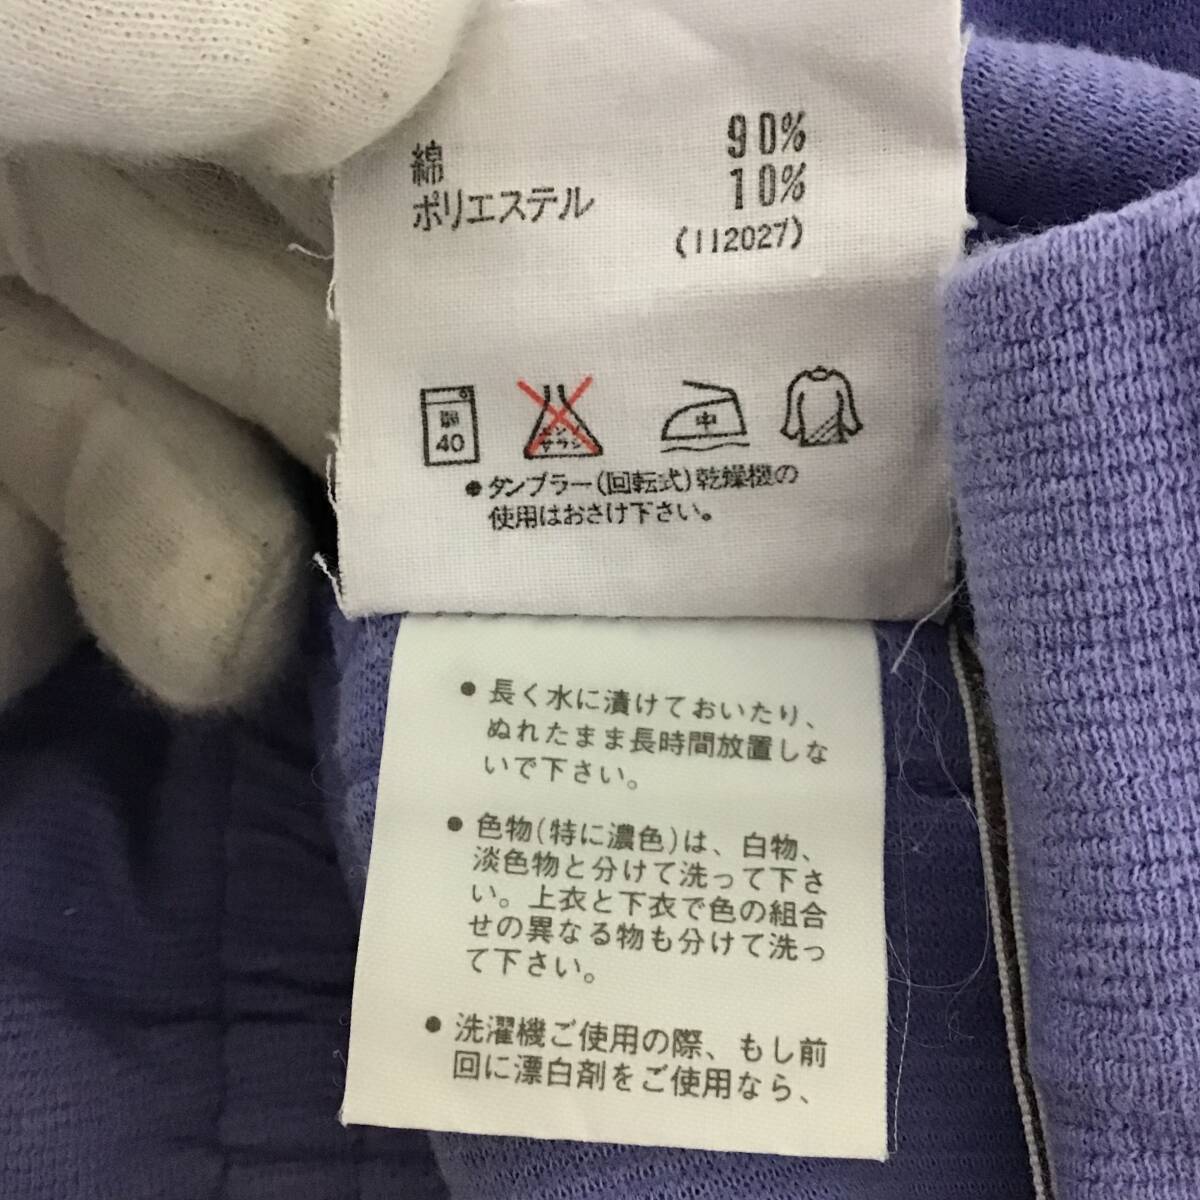 綿 90%
ポリエステル 10%
(112027)
40
エンソ
サラシ
中
●タンブラー(回転式)乾燥機の
使用はおさけ下さい。
●長く水に漬けておいたり、
ぬれたまま長時間放置しな
いで下さい。
●色物(特に濃色)は、白物、
淡色物と分けて洗って下さ
い。上衣と下衣で色の組合
せの異なる物も分けて洗っ
て下さい。
●洗濯機ご使用の際、もし前
回に漂白剤をご使用なら、